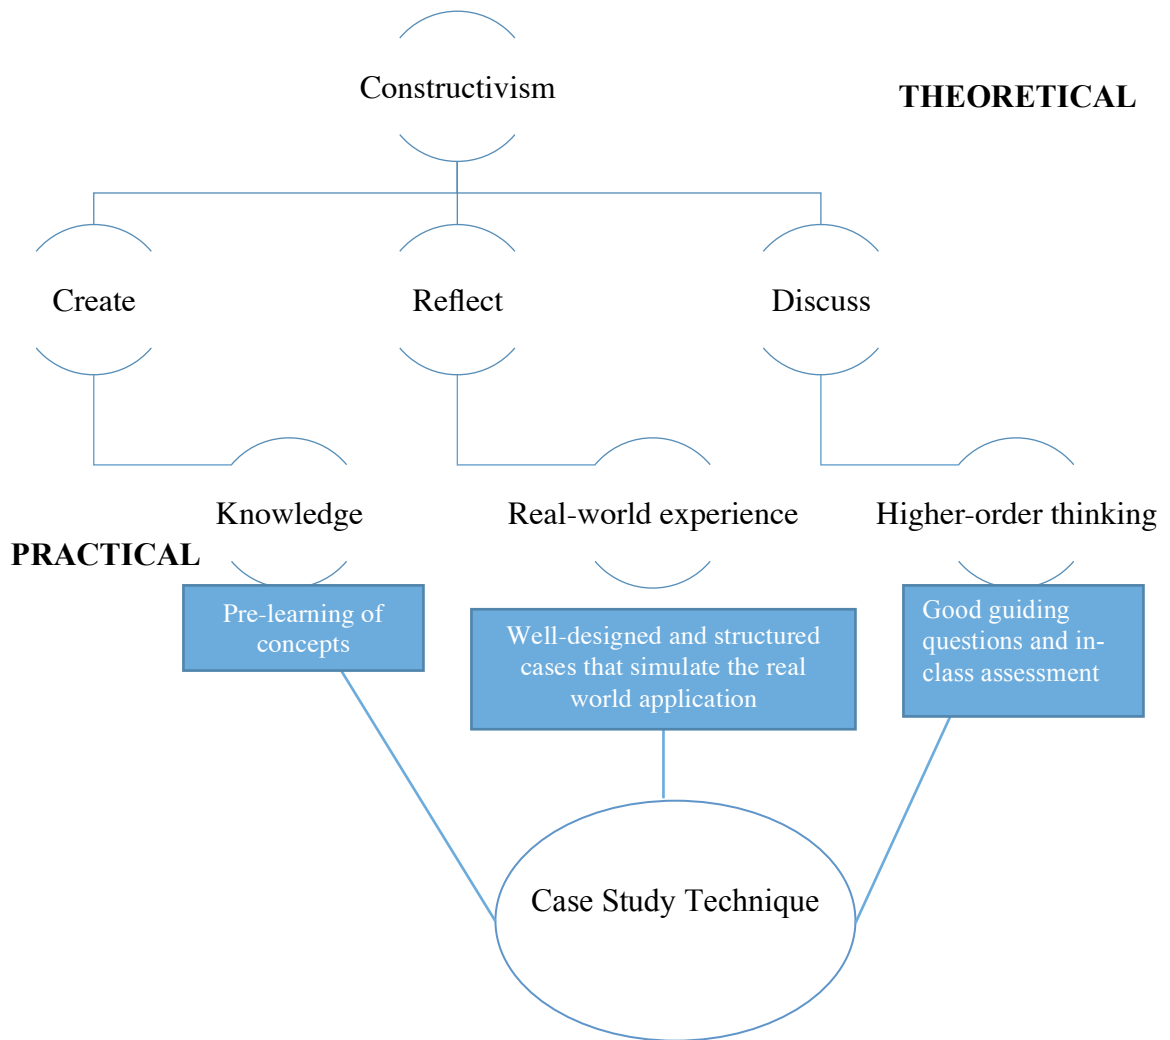 Constructivism
THEORETICAL
Create
Reflect
Discuss
Knowledge
Real-world experience
Higher-order thinking
PRACTICAL
Pre-learning of
concepts
Well-designed and structured
cases that simulate the real
world application
Good guiding
questions and in-
class assessment
Case Study Technique